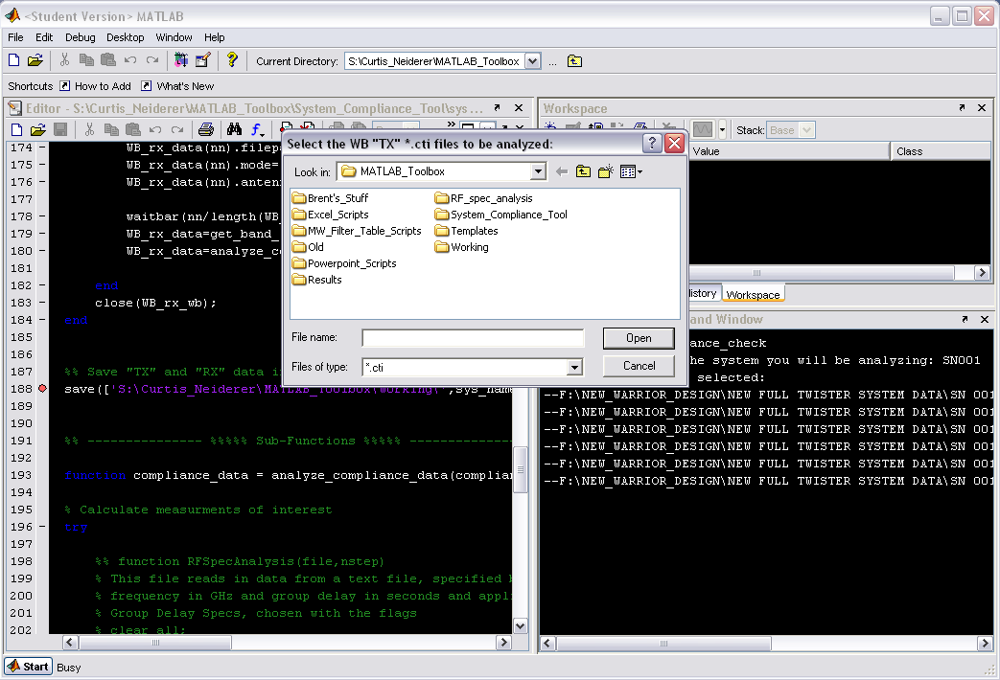 <Student Version> MATLAB
File Edit Debug Desktop Window Help
Current Directory: S:\Curtis_Neiderer\MATLAB_Toolbox ...
Shortcuts How to Add What's New
Editor - S:\Curtis_Neiderer\MATLAB_Toolbox\System_Compliance_Tool\sys ...
Workspace
Stack: Base
Value Class
174 - WB_rx_data(nn).filep
175 - WB_rx_data(nn).mode=
176 - WB_rx_data(nn).anten
177
178 - waitbar(nn/length(WB_
179 - WB_rx_data=get_band_
180 - WB_rx_data=analyze_c
181
182 - end
183 - close(WB_rx_wb);
184 - end
185
186
187 %% Save "TX" and "RX" data i
188 save(['S:\Curtis_Neiderer\MATLAB_Toolbox\Working\',sys_name
189
190
191 %% --------------- %%%%% Sub-Functions %%%%% --------------
192
193 function compliance_data = analyze_compliance_data(complian
194
195 % Calculate measurments of interest
196 - try
197
198 %% function RFSpecAnalysis(file,nstep)
199 % This file reads in data from a text file, specified
200 % frequency in GHz and group delay in seconds and appl
201 % Group Delay Specs, chosen with the flags
202 % clear all;
Select the WB "TX" *.cti files to be analyzed:
Look in: MATLAB_Toolbox
Brent's_Stuff RF_spec_analysis
Excel_Scripts System_Compliance_Tool
MW_Filter_Table_Scripts Templates
Old Working
Powerpoint_Scripts
Results
File name: Open
Files of type: *.cti Cancel
istory Workspace
and Window
ance_check
he system you will be analyzing: SN001
selected:
--F:\NEW_WARRIOR_DESIGN\NEW FULL TWISTER SYSTEM DATA\SN 001
--F:\NEW_WARRIOR_DESIGN\NEW FULL TWISTER SYSTEM DATA\SN 001
--F:\NEW_WARRIOR_DESIGN\NEW FULL TWISTER SYSTEM DATA\SN 001
--F:\NEW_WARRIOR_DESIGN\NEW FULL TWISTER SYSTEM DATA\SN 001
--F:\NEW_WARRIOR_DESIGN\NEW FULL TWISTER SYSTEM DATA\SN 001
--F:\NEW_WARRIOR_DESIGN\NEW FULL TWISTER SYSTEM DATA\SN 001
Start Busy